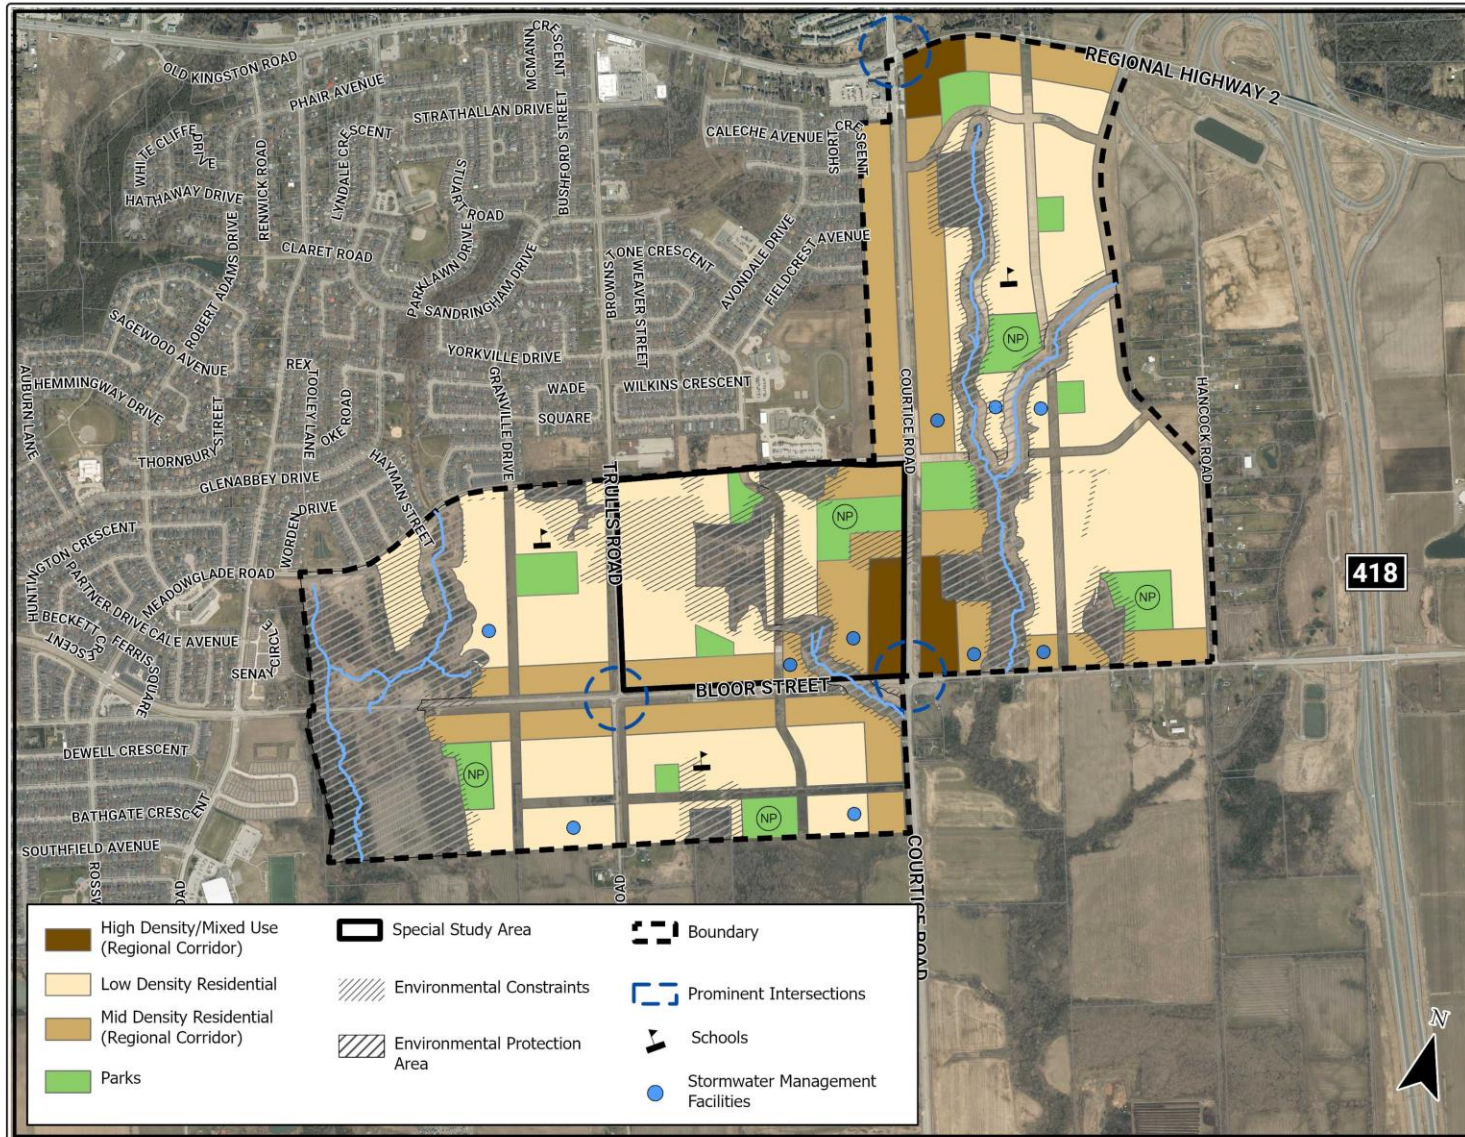 OLD KINGSTON ROAD
PHAIR AVENUE
MCMANN
CRESCENT
STRATHALLAN DRIVE
BUSHFORD STREET
WHITE CLIFFE
DRIVE
RENWICK ROAD
LYNDALE CRESCENT
CALECHE AVENUE
SHORT
CRESCENT
REGIONAL HIGHWAY 2
HATHAWAY DRIVE
STUART ROAD
CLARET ROAD
ROBERT ADAMS DRIVE
PARKLAWN DRIVE
SANDRINGHAM DRIVE
BROWNSTONE CRESCENT
WEAVER STREET
AVONDALE DRIVE
FIELDCREST AVENUE
SAGEWOOD AVENUE
YORKVILLE DRIVE
NP
AUBURN LANE
HEMMINGWAY DRIVE
REX
TOOLEY LANE
OKE ROAD
GRANVILLE DRIVE
WADE
SQUARE
WILKINS CRESCENT
COURTICE ROAD
HANCOCK ROAD
THORNBURY STREET
HAYMAN STREET
GLENABBEY DRIVE
TRULLS ROAD
WORDEN DRIVE
NP
HUNTINGTON CRESCENT
PARTNER DRIVE
MEADOWGLADE ROAD
418
BECKETT CRESCENT
FERRIS SQUARE
CALE AVENUE
NP
SENAY CIRCLE
BLOOR STREET
DEWELL CRESCENT
NP
BATHGATE CRESCENT
NP
SOUTHFIELD AVENUE
COURTICE ROAD
High Density/Mixed Use
(Regional Corridor)
Low Density Residential
Mid Density Residential
(Regional Corridor)
Parks
Special Study Area
Environmental Constraints
Environmental Protection
Area
Boundary
Prominent Intersections
Schools
Stormwater Management
Facilities
N